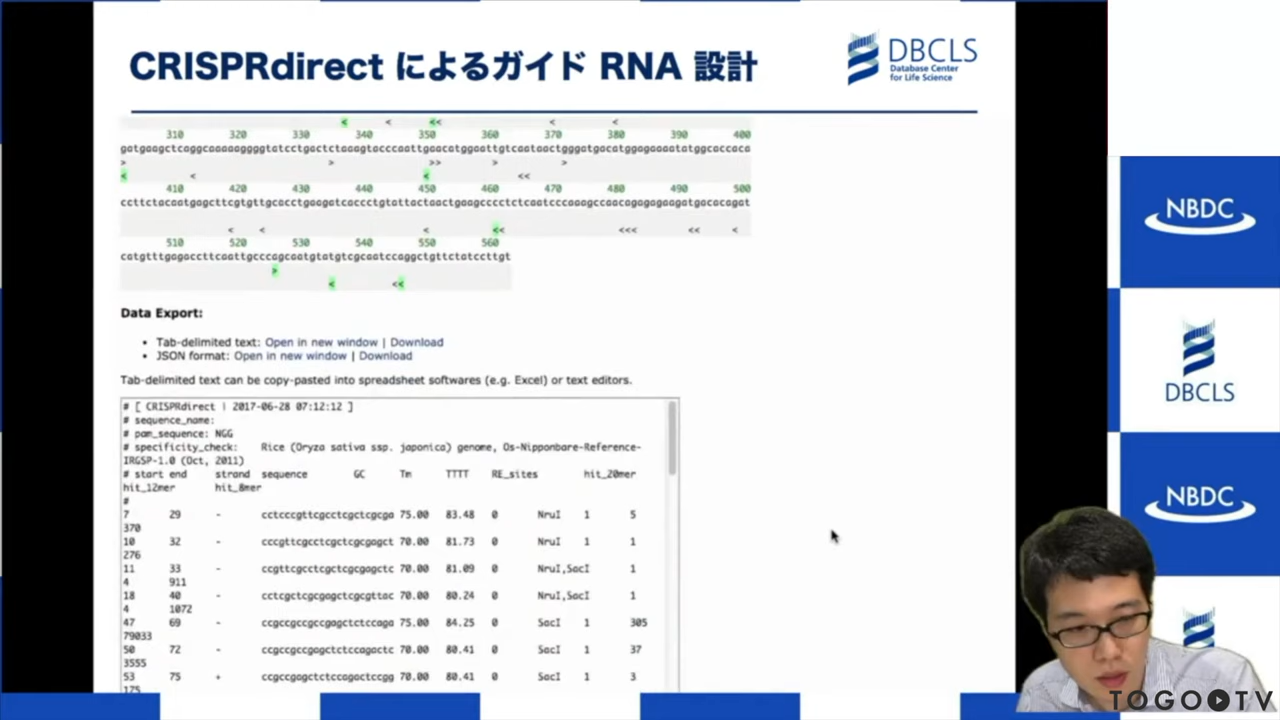 CRISPRdirect によるガイド RNA 設計
DBCLS
Database Center
for Life Science
< < << < <
310 320 330 340 350 360 370 380 390 400
gatgaagctcaggcaaaaaggggtatcctgactctaaagtacccaattgaacatggaattgtcaataactgggatgacatggagaaaatatggcaccaca
> > >> > >
< < < <<
410 420 430 440 450 460 470 480 490 500
ccttctacaatgagcttcgtgttgcacctgaagatcaccctgtattactaactgaagcccctctcaatcccaaagccaacagagagaagatgacacagat
< < < << <<< << <
510 520 530 540 550 560
catgtttgagaccttcaattgcccagcaatgtatgtcgcaatccaggctgttctatccttgt
>
< <<
Data Export:
• Tab-delimited text: Open in new window | Download
• JSON format: Open in new window | Download
Tab-delimited text can be copy-pasted into spreadsheet softwares (e.g. Excel) or text editors.
# [ CRISPRdirect | 2017-06-28 07:12:12 ]
# sequence_name:
# pam_sequence: NGG
# specificity_check: Rice (Oryza sativa ssp. japonica) genome, Os-Nipponbare-Reference-
IRGSP-1.0 (Oct, 2011)
# start end strand sequence GC Tm TTTT RE_sites hit_20mer
hit_12mer hit_8mer
#
7 29 - cctcccgttcgcctcgctcgcga 75.00 83.48 0 NruI 1 5
370
10 32 - cccgttcgcctcgctcgcgagct 70.00 81.73 0 NruI 1 1
276
11 33 - ccgttcgcctcgctcgcgagctc 70.00 81.09 0 NruI,SacI 1
4 911
18 40 - cctcgctcgcgagctcgcgttac 70.00 80.24 0 NruI,SacI 1
4 1072
47 69 - ccgccgccgccgagctctccaga 75.00 84.25 0 SacI 1 305
79033
50 72 - ccgccgccgagctctccagactc 70.00 80.41 0 SacI 1 37
3555
53 75 + ccgccgagctctccagactccgg 70.00 80.41 0 SacI 1 3
175
NBDC
DBCLS
NBDC
TOGOTV